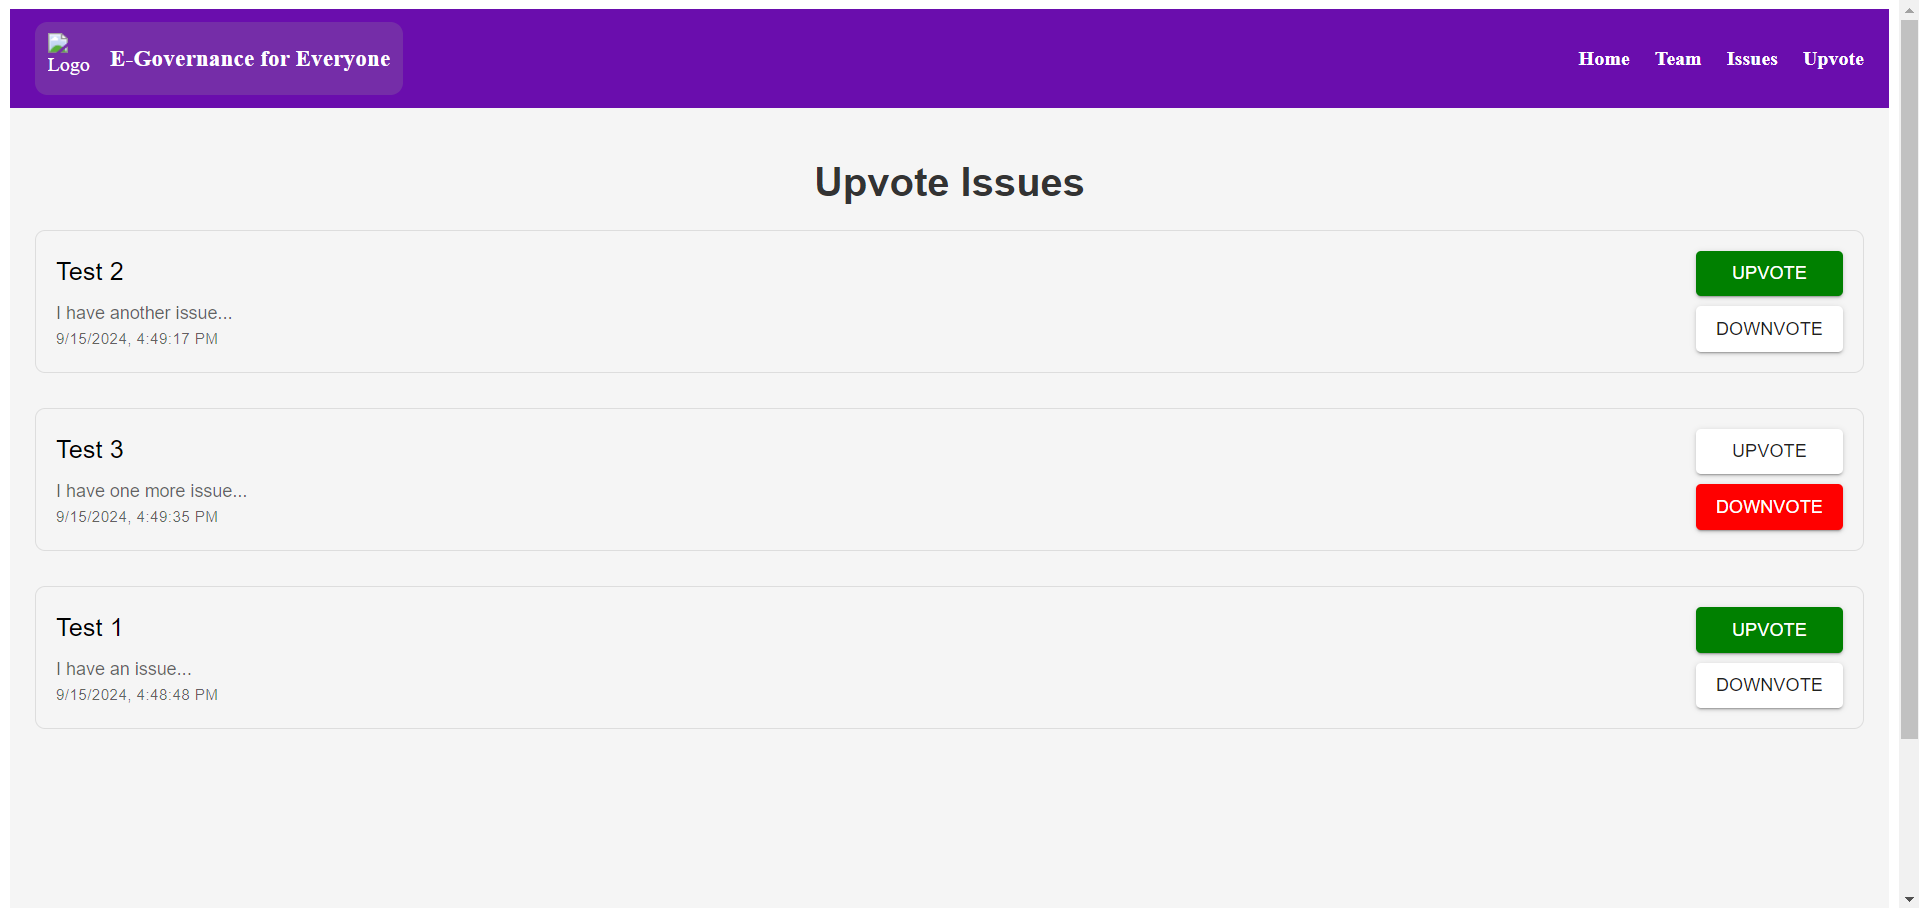 Logo
E-Governance for Everyone
Home Team Issues Upvote
Upvote Issues
Test 2
I have another issue...
9/15/2024, 4:49:17 PM
UPVOTE
DOWNVOTE
Test 3
I have one more issue...
9/15/2024, 4:49:35 PM
UPVOTE
DOWNVOTE
Test 1
I have an issue...
9/15/2024, 4:48:48 PM
UPVOTE
DOWNVOTE